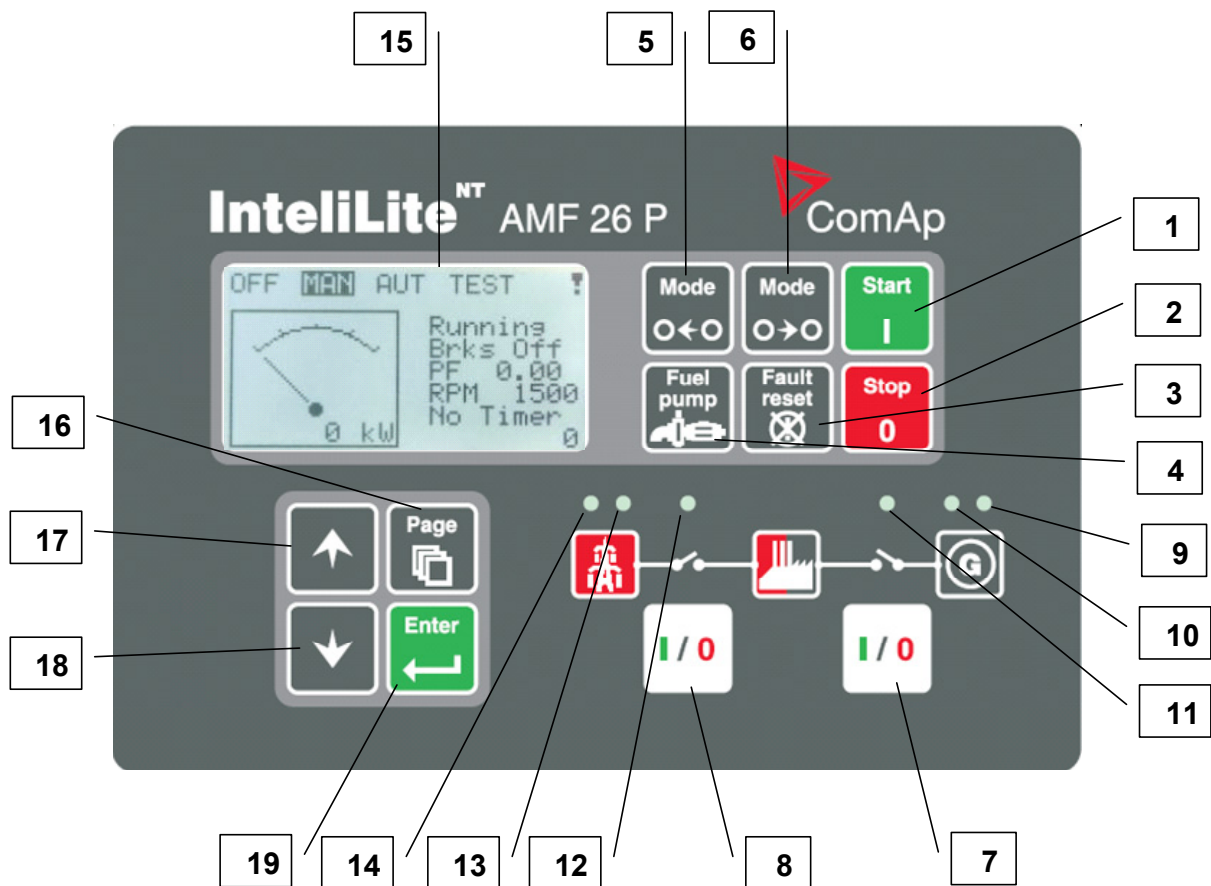 15
5
6
InteliLite NT AMF 26 P
ComAp
1
OFF MAN AUT TEST !
Running
Brks Off
PF 0.00
RPM 1500
No Timer
0
0 kW
Mode
Mode
Start
I
2
Fuel pump
Fault reset
Stop
0
3
16
4
Page
17
9
G
Enter
10
18
I / 0
I / 0
11
19
14
13
12
8
7